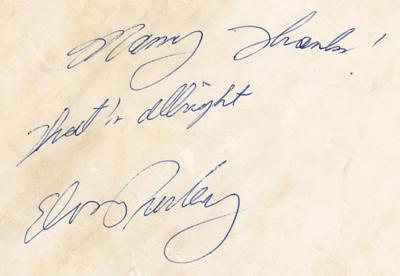 Many Thanks!
that's allright
Elvis Presley